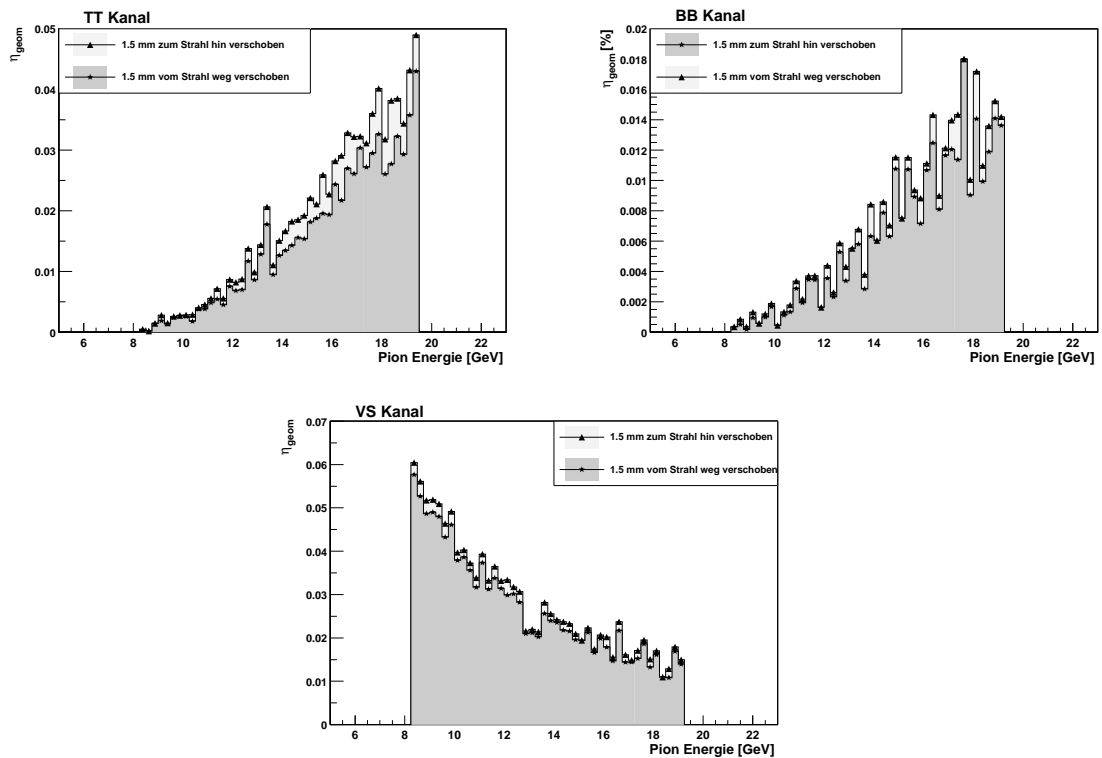 TT Kanal
ηgeom
1.5 mm zum Strahl hin verschoben
1.5 mm vom Strahl weg verschoben
0.05
0.04
0.03
0.02
0.01
0
6 8 10 12 14 16 18 20 22
Pion Energie [GeV]
BB Kanal
ηgeom [%]
1.5 mm zum Strahl hin verschoben
1.5 mm vom Strahl weg verschoben
0.02
0.018
0.016
0.014
0.012
0.01
0.008
0.006
0.004
0.002
0
6 8 10 12 14 16 18 20 22
Pion Energie [GeV]
VS Kanal
ηgeom
1.5 mm zum Strahl hin verschoben
1.5 mm vom Strahl weg verschoben
0.07
0.06
0.05
0.04
0.03
0.02
0.01
0
6 8 10 12 14 16 18 20 22
Pion Energie [GeV]